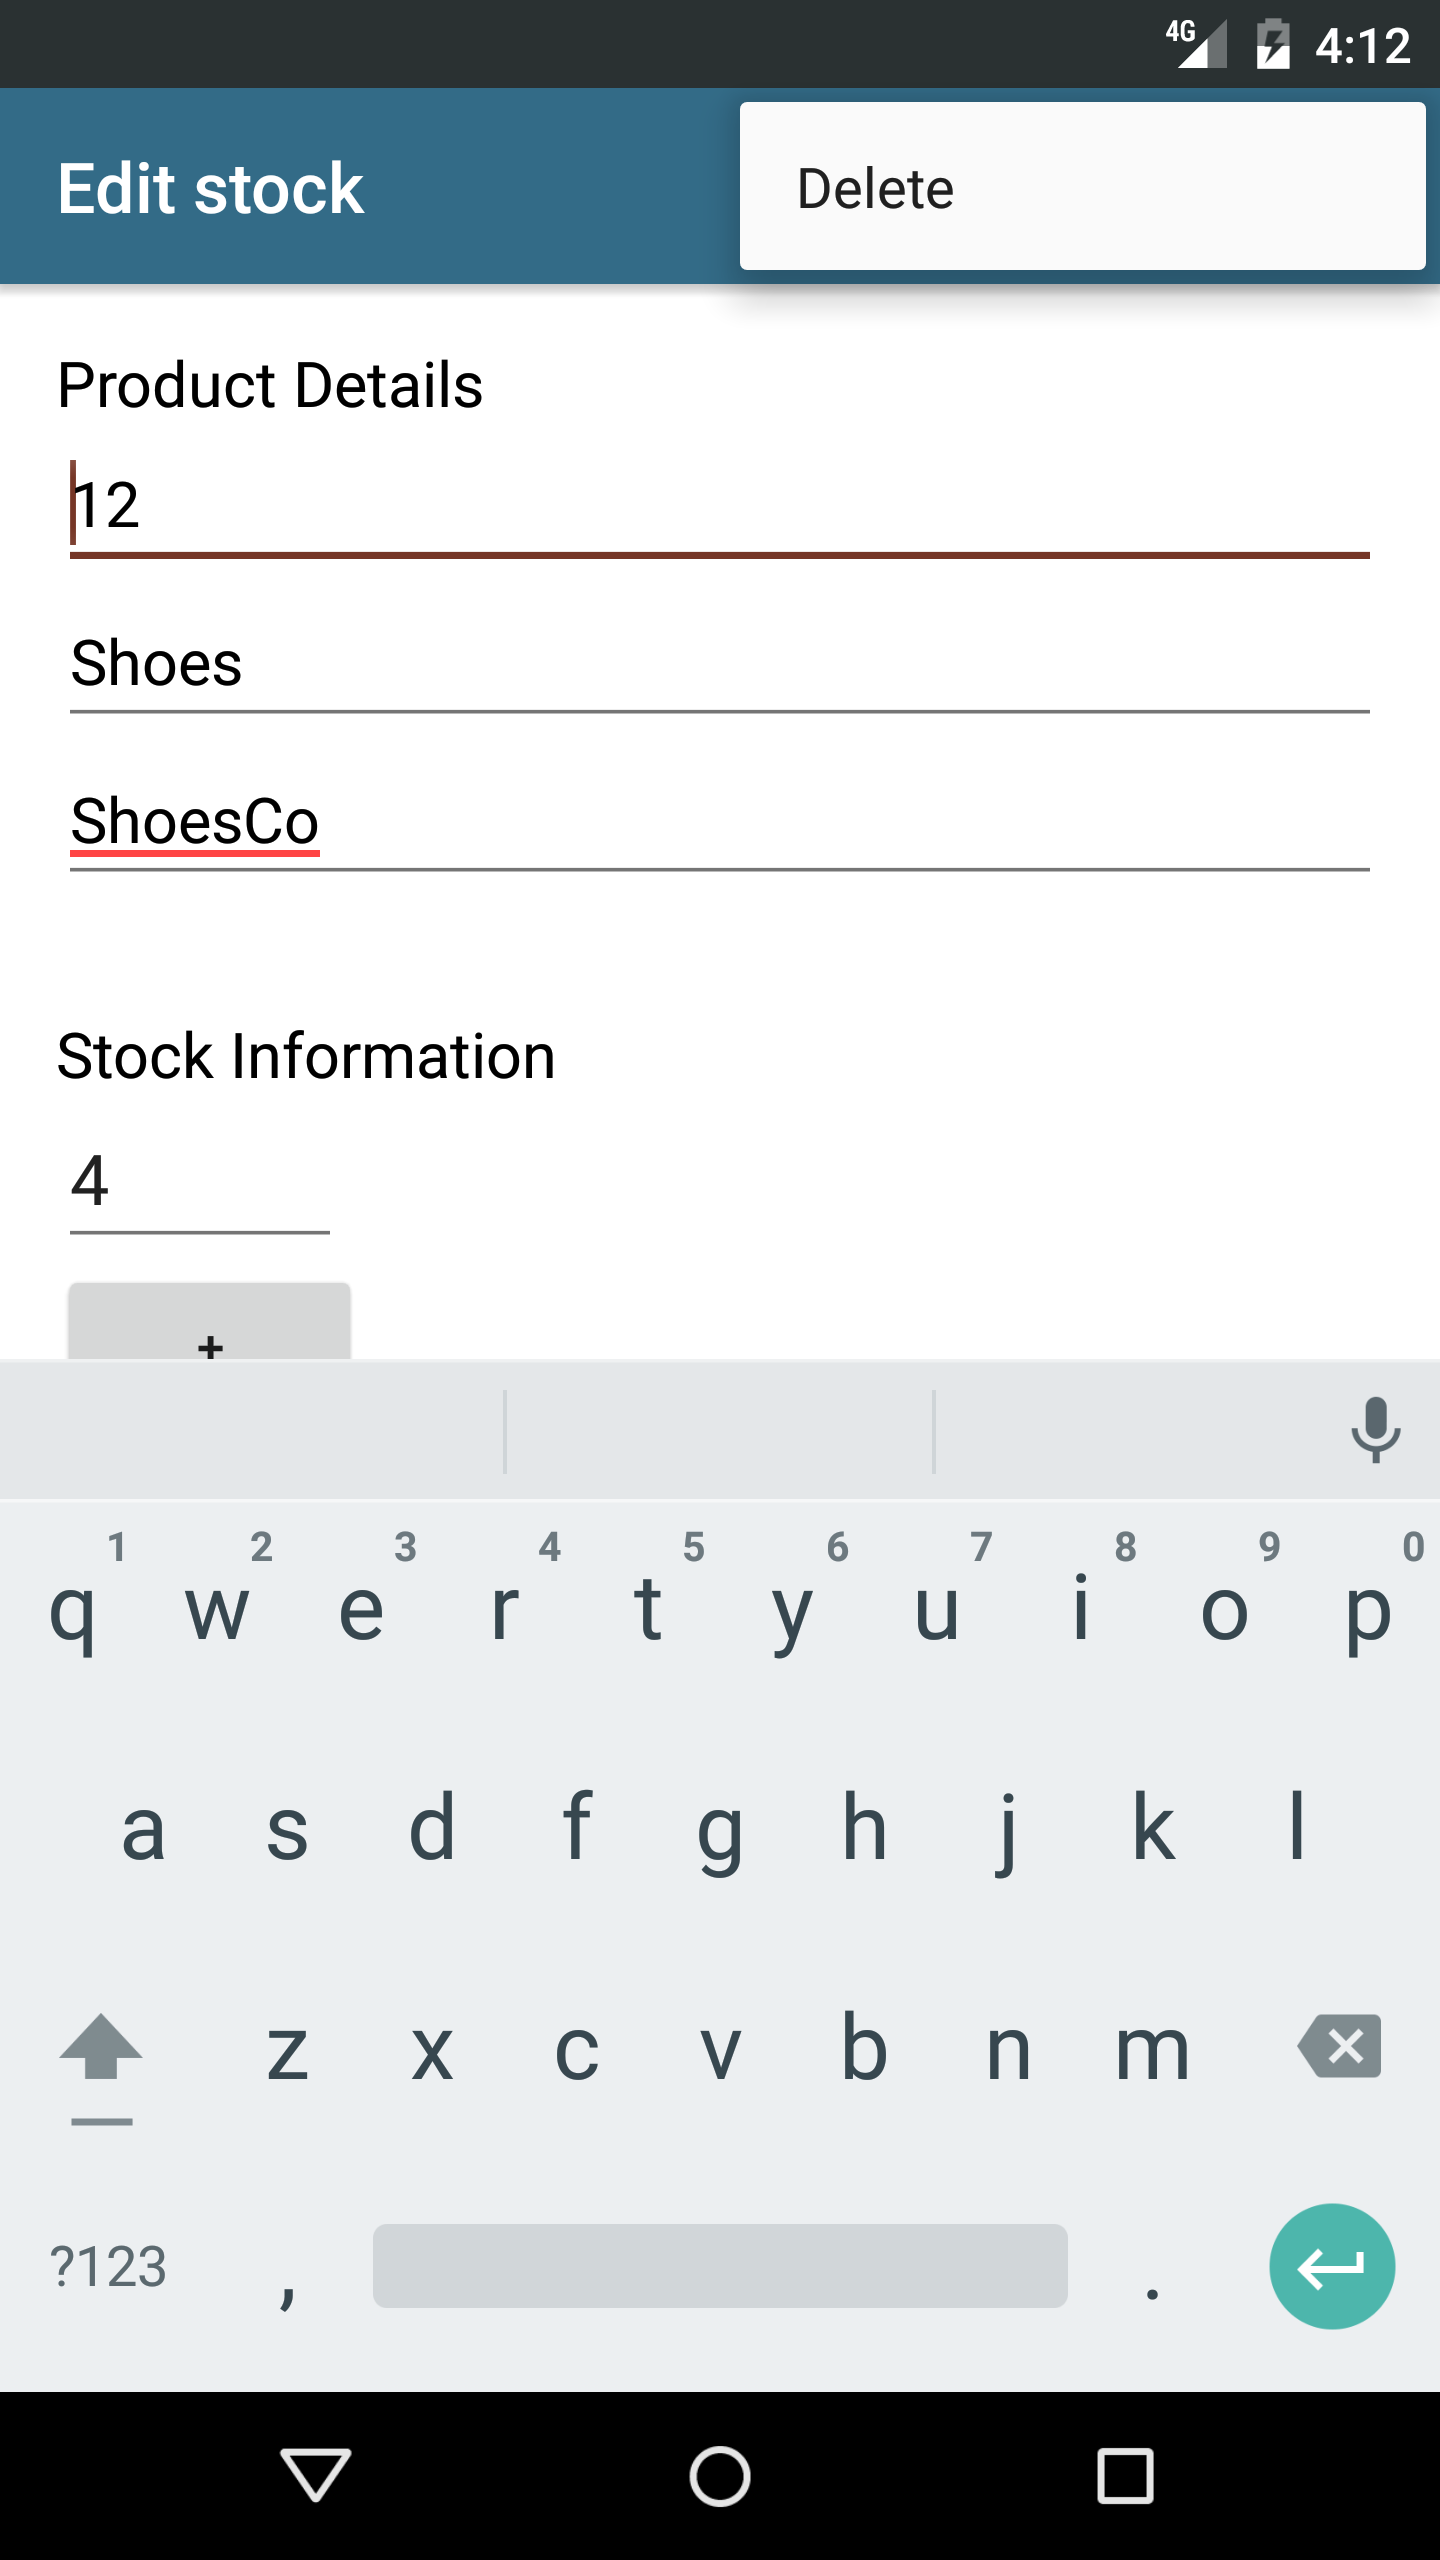 4G 4:12
Edit stock
Delete
Product Details
12
Shoes
ShoesCo
Stock Information
4
+
1 2 3 4 5 6 7 8 9 0
q w e r t y u i o p
a s d f g h j k l
z x c v b n m
?123 , .